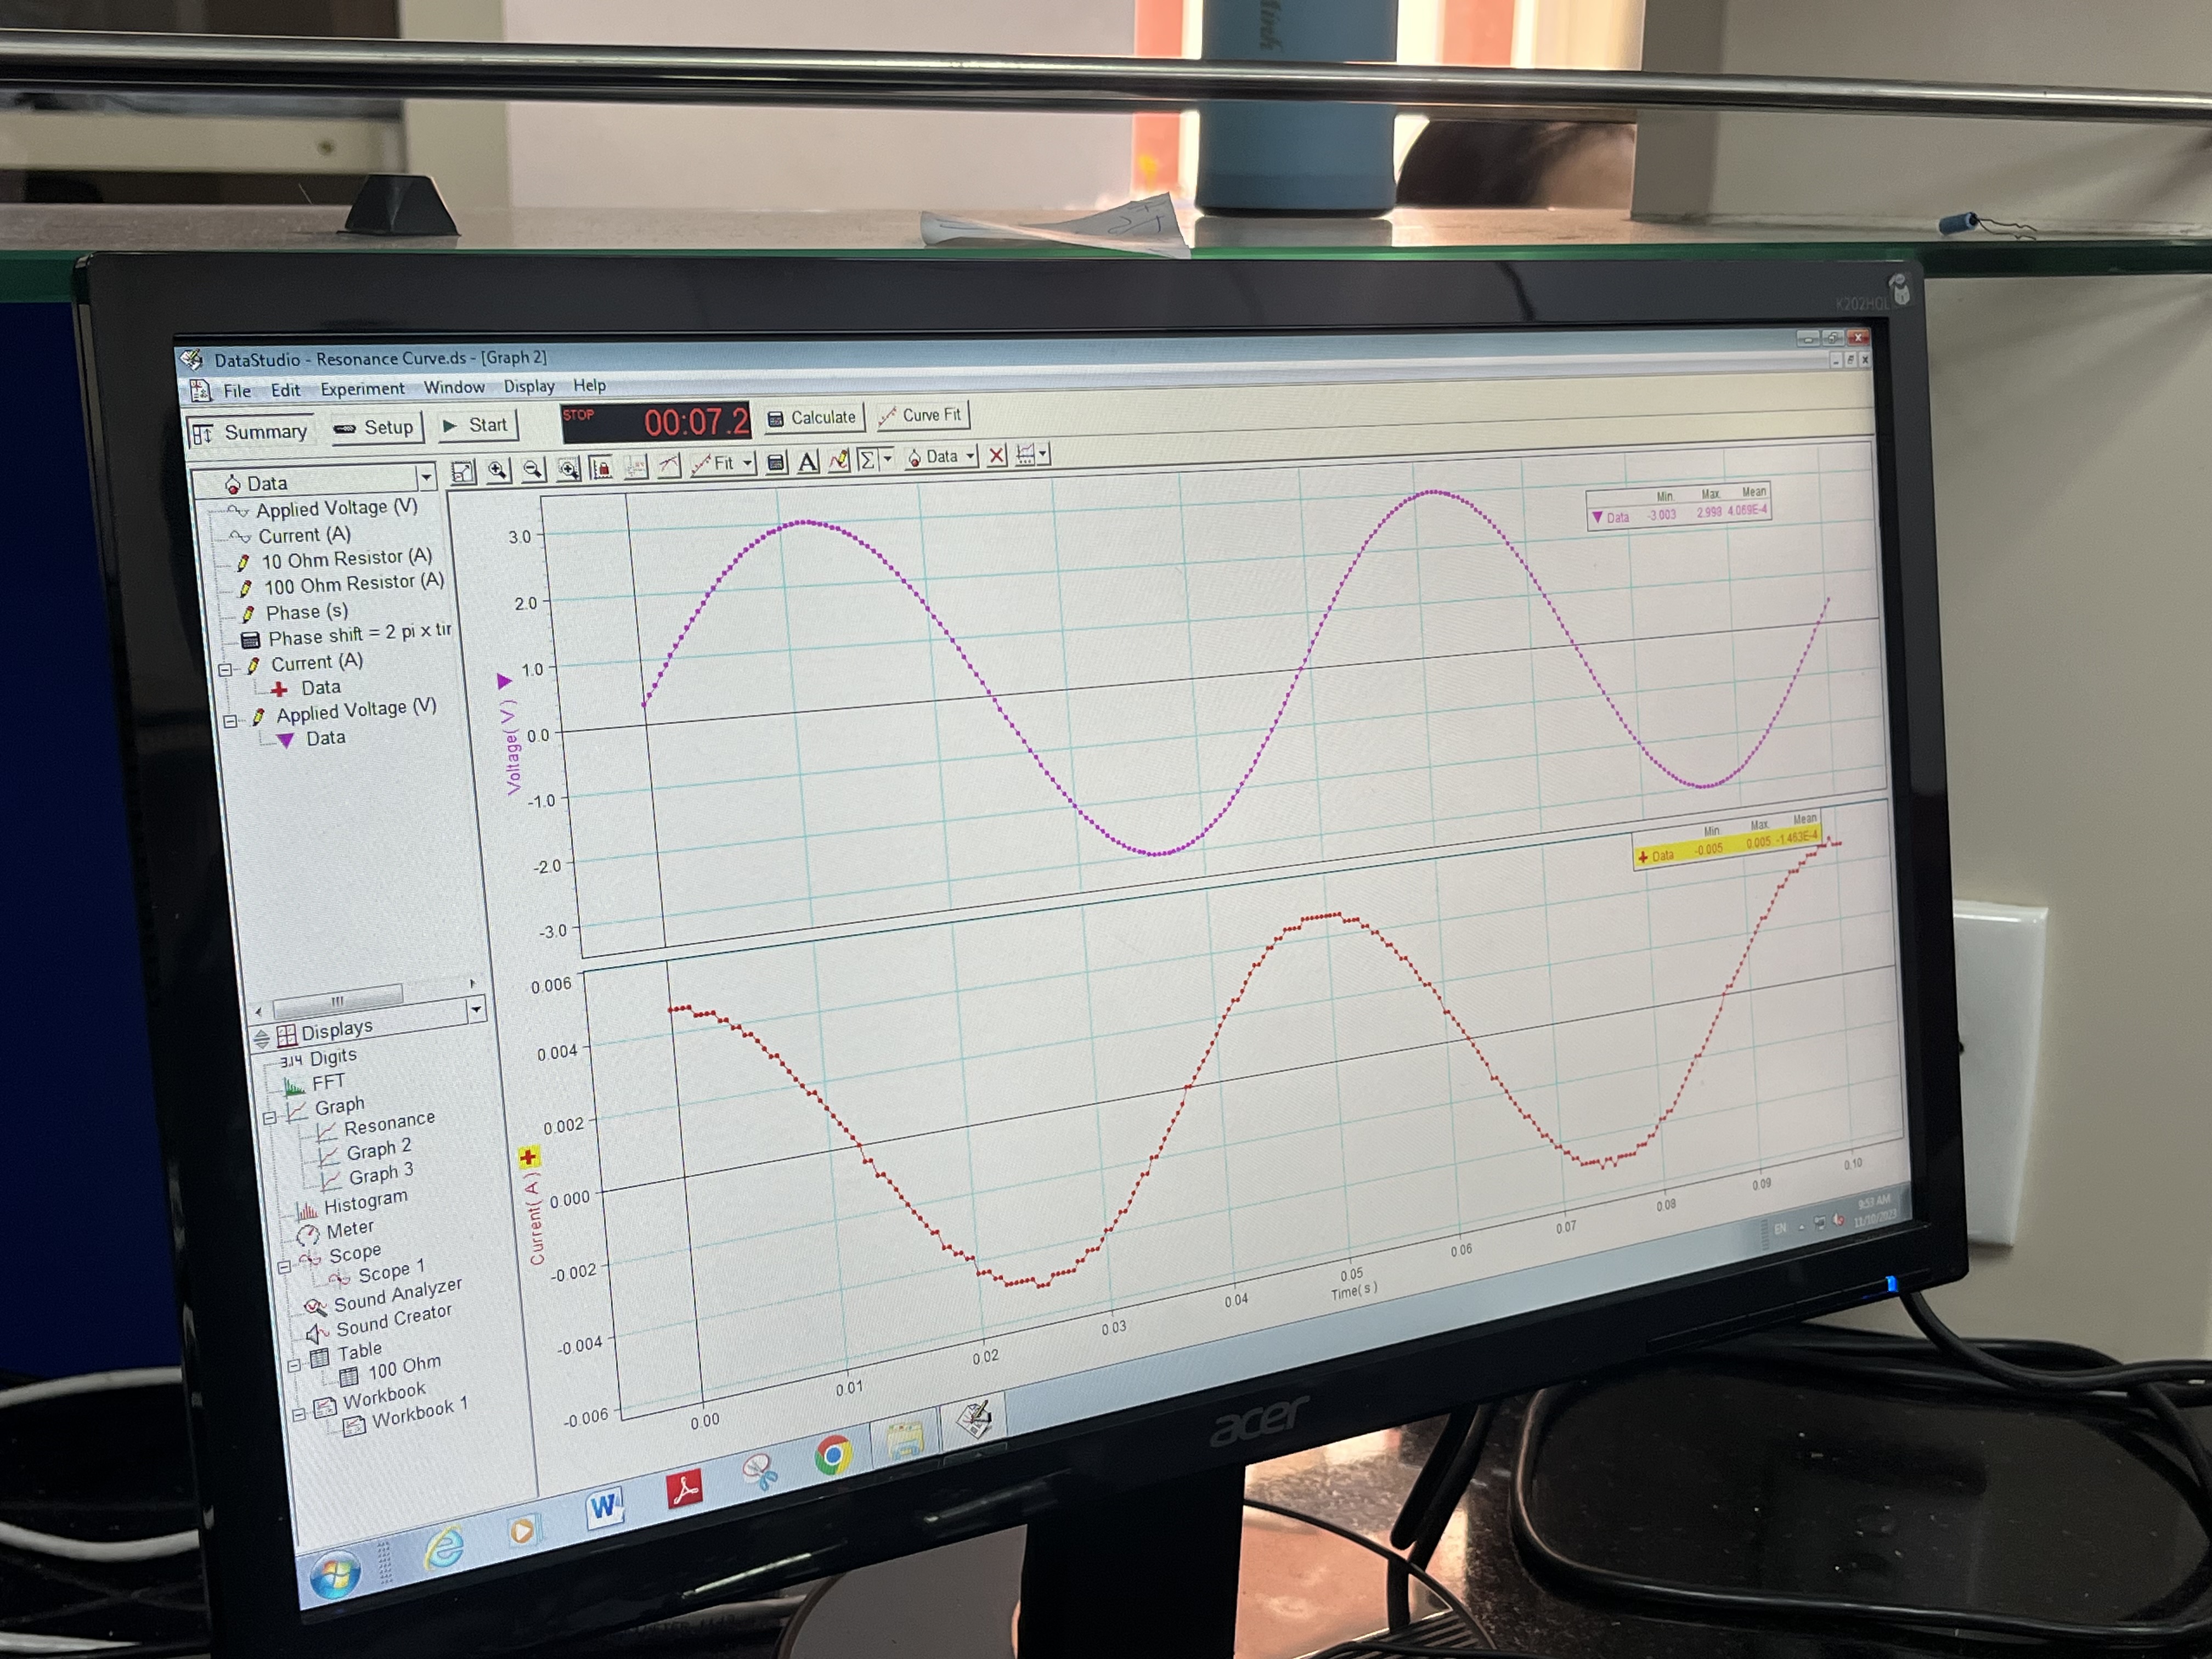 Mink
K202HQL
DataStudio - Resonance Curve.ds - [Graph 2]
File Edit Experiment Window Display Help
Summary Setup Start STOP 00:07.2 Calculate Curve Fit
Fit A Σ Data
Data
Applied Voltage (V)
Current (A)
10 Ohm Resistor (A)
100 Ohm Resistor (A)
Phase (s)
Phase shift = 2 pi x tir
Current (A)
Data
Applied Voltage (V)
Data
Displays
3.14 Digits
FFT
Graph
Resonance
Graph 2
Graph 3
Histogram
Meter
Scope
Scope 1
Sound Analyzer
Sound Creator
Table
100 Ohm
Workbook
Workbook 1
Voltage( V )
3.0
2.0
1.0
0.0
-1.0
-2.0
-3.0
Min Max Mean
Data -3.003 2.998 4.069E-4
Current( A )
0.006
0.004
0.002
0.000
-0.002
-0.004
-0.006
Min Max Mean
Data -0.005 0.005 -1.463E-4
0.00 0.01 0.02 0.03 0.04 0.05 0.06 0.07 0.08 0.09 0.10
Time( s )
EN
9:53 AM
acer